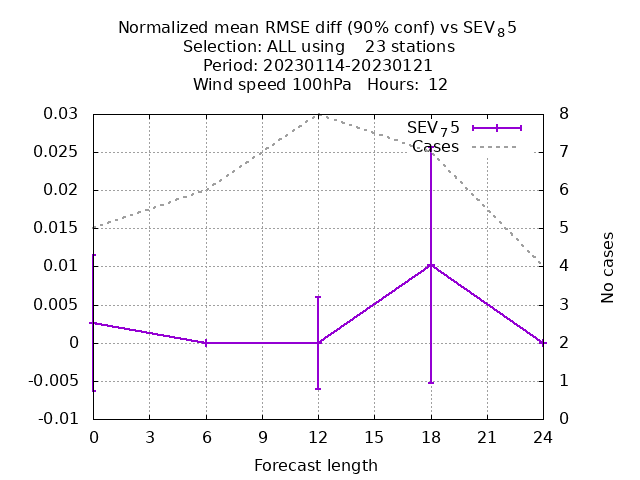 Normalized mean RMSE diff (90% conf) vs SEV₈5
Selection: ALL using    23 stations
Period: 20230114-20230121
Wind speed 100hPa   Hours:  12
0.03
0.025
0.02
0.015
0.01
0.005
0
-0.005
-0.01
SEV₇5
Cases
8
7
6
5
4
3
2
1
0
No cases
0 3 6 9 12 15 18 21 24
Forecast length